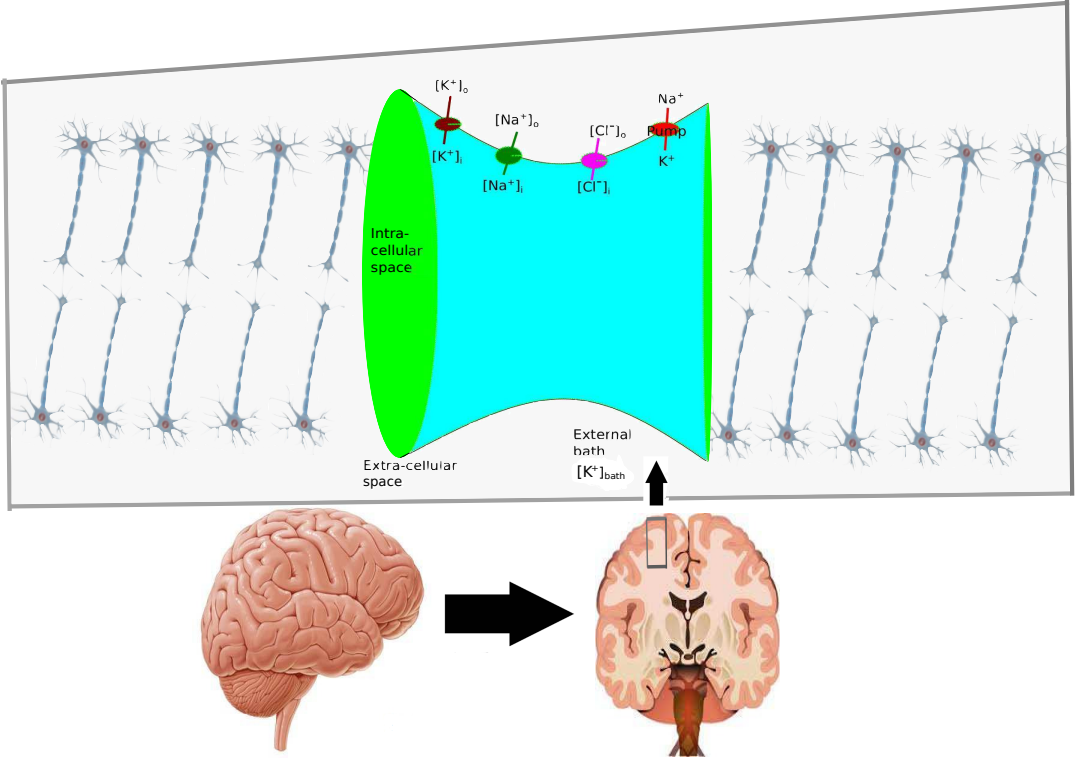 [K⁺]ₒ
[K⁺]ᵢ
[Na⁺]ₒ
[Na⁺]ᵢ
[Cl⁻]ₒ
[Cl⁻]ᵢ
Na⁺
Pump
K⁺
Intra-
cellular
space
External
bath
[K⁺]bath
Extra-cellular
space